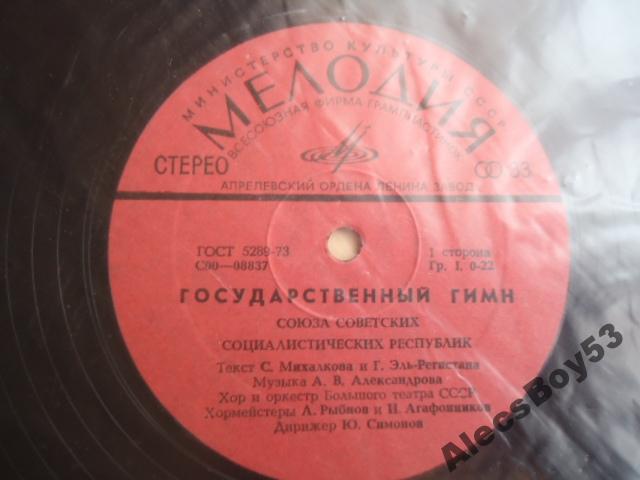 МИНИСТЕРСТВО КУЛЬТУРЫ СССР
МЕЛОДИЯ
ВСЕСОЮЗНАЯ ФИРМА ГРАМПЛАСТИНОК
СТЕРЕО
33
АПРЕЛЕВСКИЙ ОРДЕНА ЛЕНИНА ЗАВОД
ГОСТ 5289-73
С90—08837
1 сторона
Гр. 1. 0-22
ГОСУДАРСТВЕННЫЙ ГИМН
СОЮЗА СОВЕТСКИХ
СОЦИАЛИСТИЧЕСКИХ РЕСПУБЛИК
Текст С. Михалкова и Г. Эль-Регистана
Музыка А. В. Александрова
Хор и оркестр Большого театра СССР
Хормейстеры Л. Рыбнов и И. Агафонников
Дирижер Ю. Симонов
AlecsBoy53